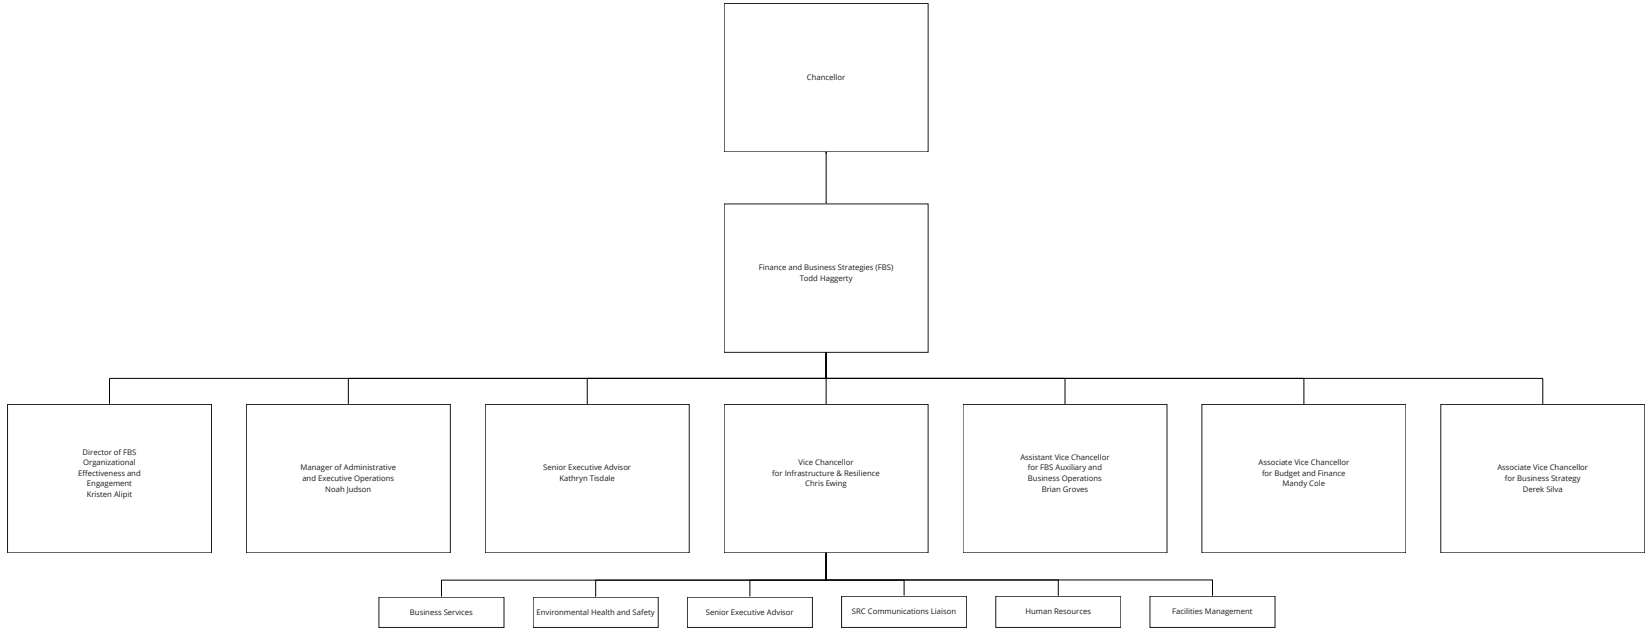 Chancellor
Finance and Business Strategies (FBS)
Todd Haggerty
Director of FBS
Organizational
Effectiveness and
Engagement
Kristen Alipit
Manager of Administrative
and Executive Operations
Noah Judson
Senior Executive Advisor
Kathryn Tisdale
Vice Chancellor
for Infrastructure & Resilience
Chris Ewing
Assistant Vice Chancellor
for FBS Auxiliary and
Business Operations
Brian Groves
Associate Vice Chancellor
for Budget and Finance
Mandy Cole
Associate Vice Chancellor
for Business Strategy
Derek Silva
Business Services
Environmental Health and Safety
Senior Executive Advisor
SRC Communications Liaison
Human Resources
Facilities Management